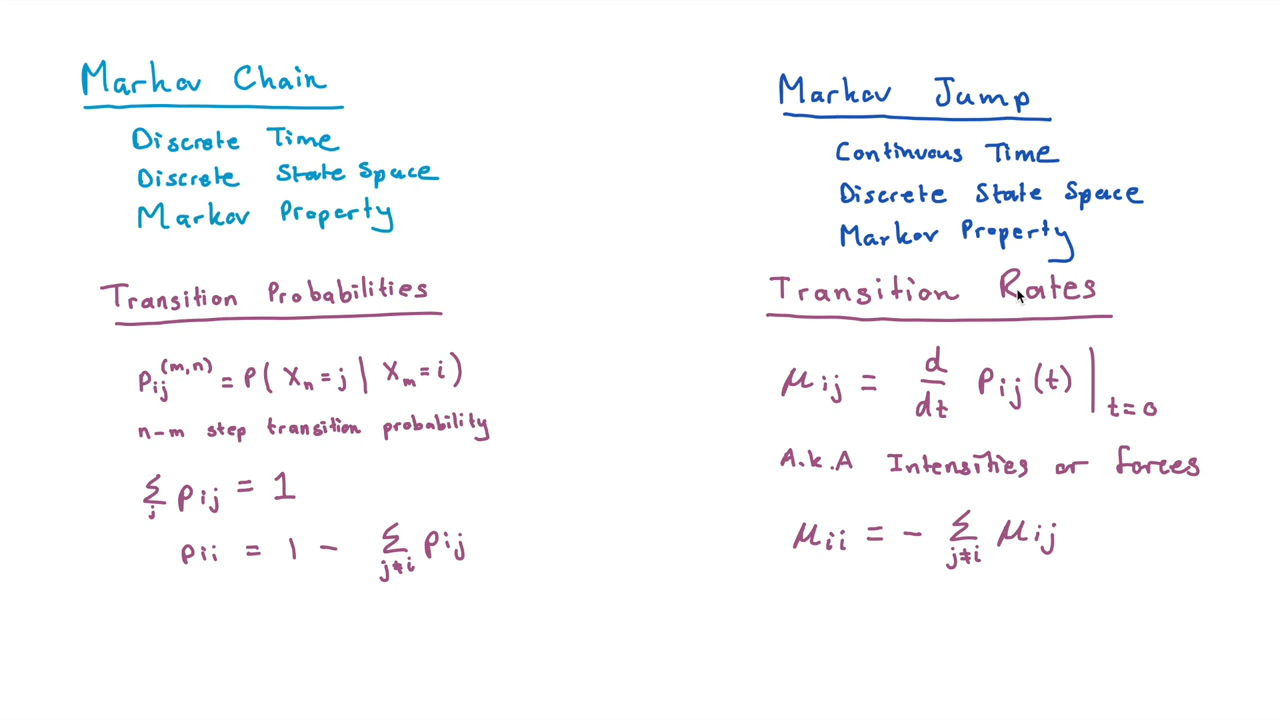 Markov Chain
Discrete Time
Discrete State Space
Markov Property
Transition Probabilities
Pij^(m,n) = P( Xn = j | Xm = i )
n-m step transition probability
Σj Pij = 1
Pii = 1 - Σj≠i Pij
Markov Jump
Continuous Time
Discrete State Space
Markov Property
Transition Rates
μij = d/dt Pij(t) |t=0
A.k.A Intensities or forces
μii = - Σj≠i μij